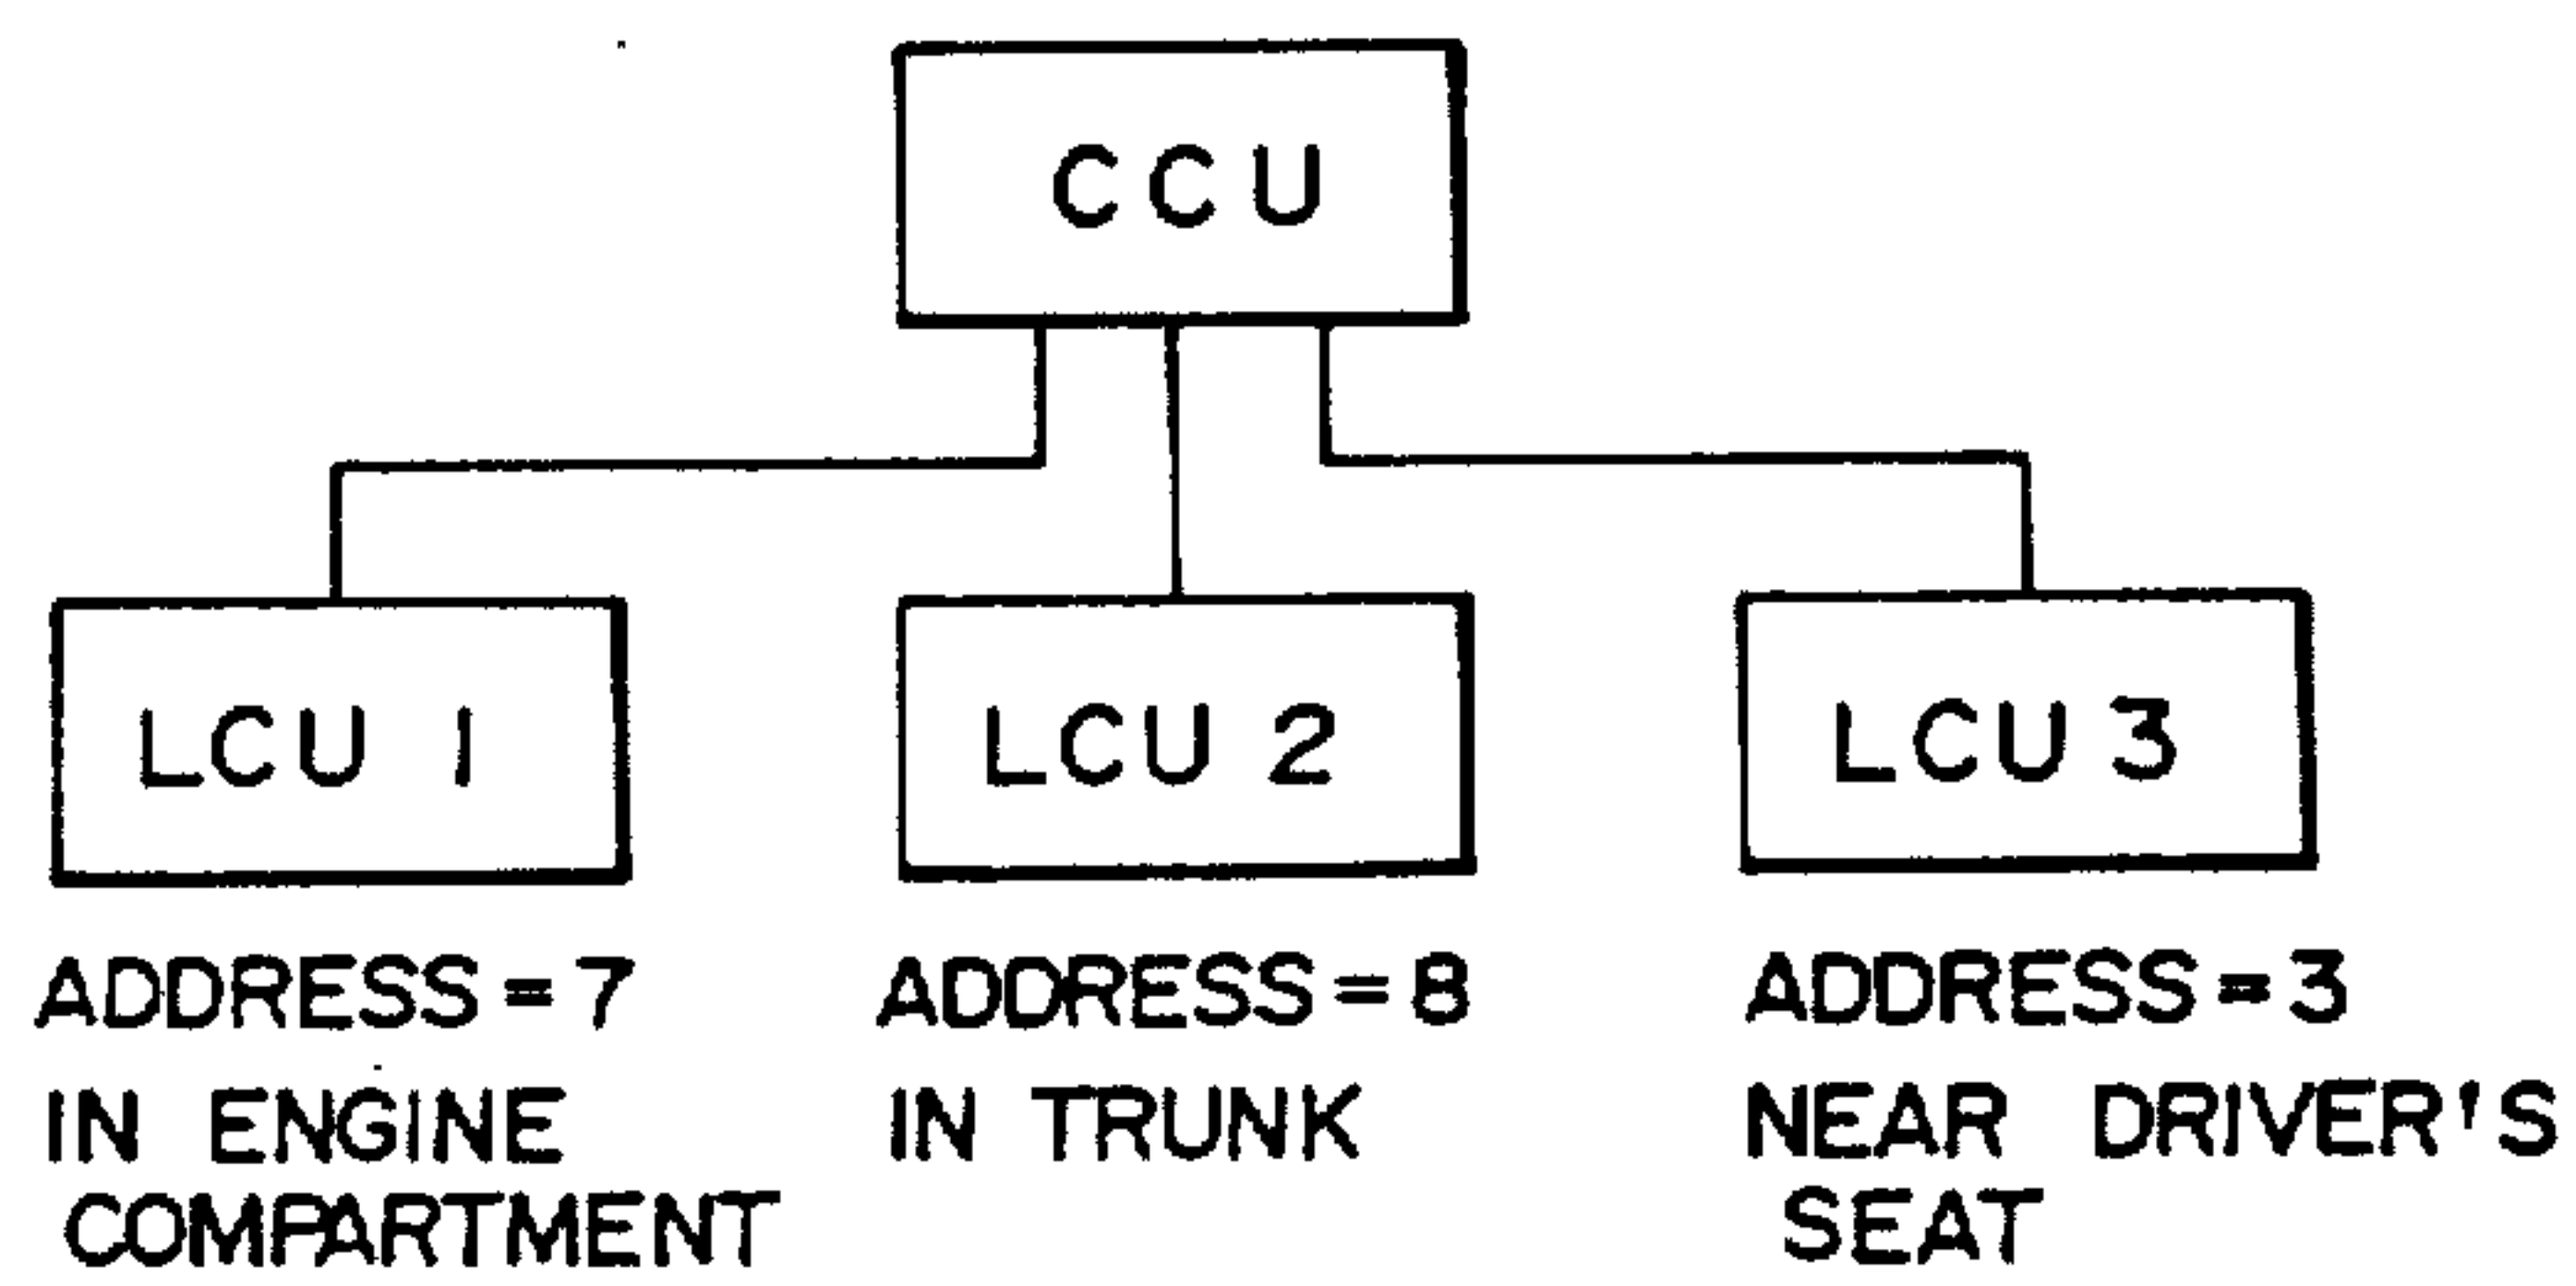 CCU
LCU 1
LCU 2
LCU 3
ADDRESS=7
IN ENGINE
COMPARTMENT
ADDRESS=8
IN TRUNK
ADDRESS=3
NEAR DRIVER'S
SEAT